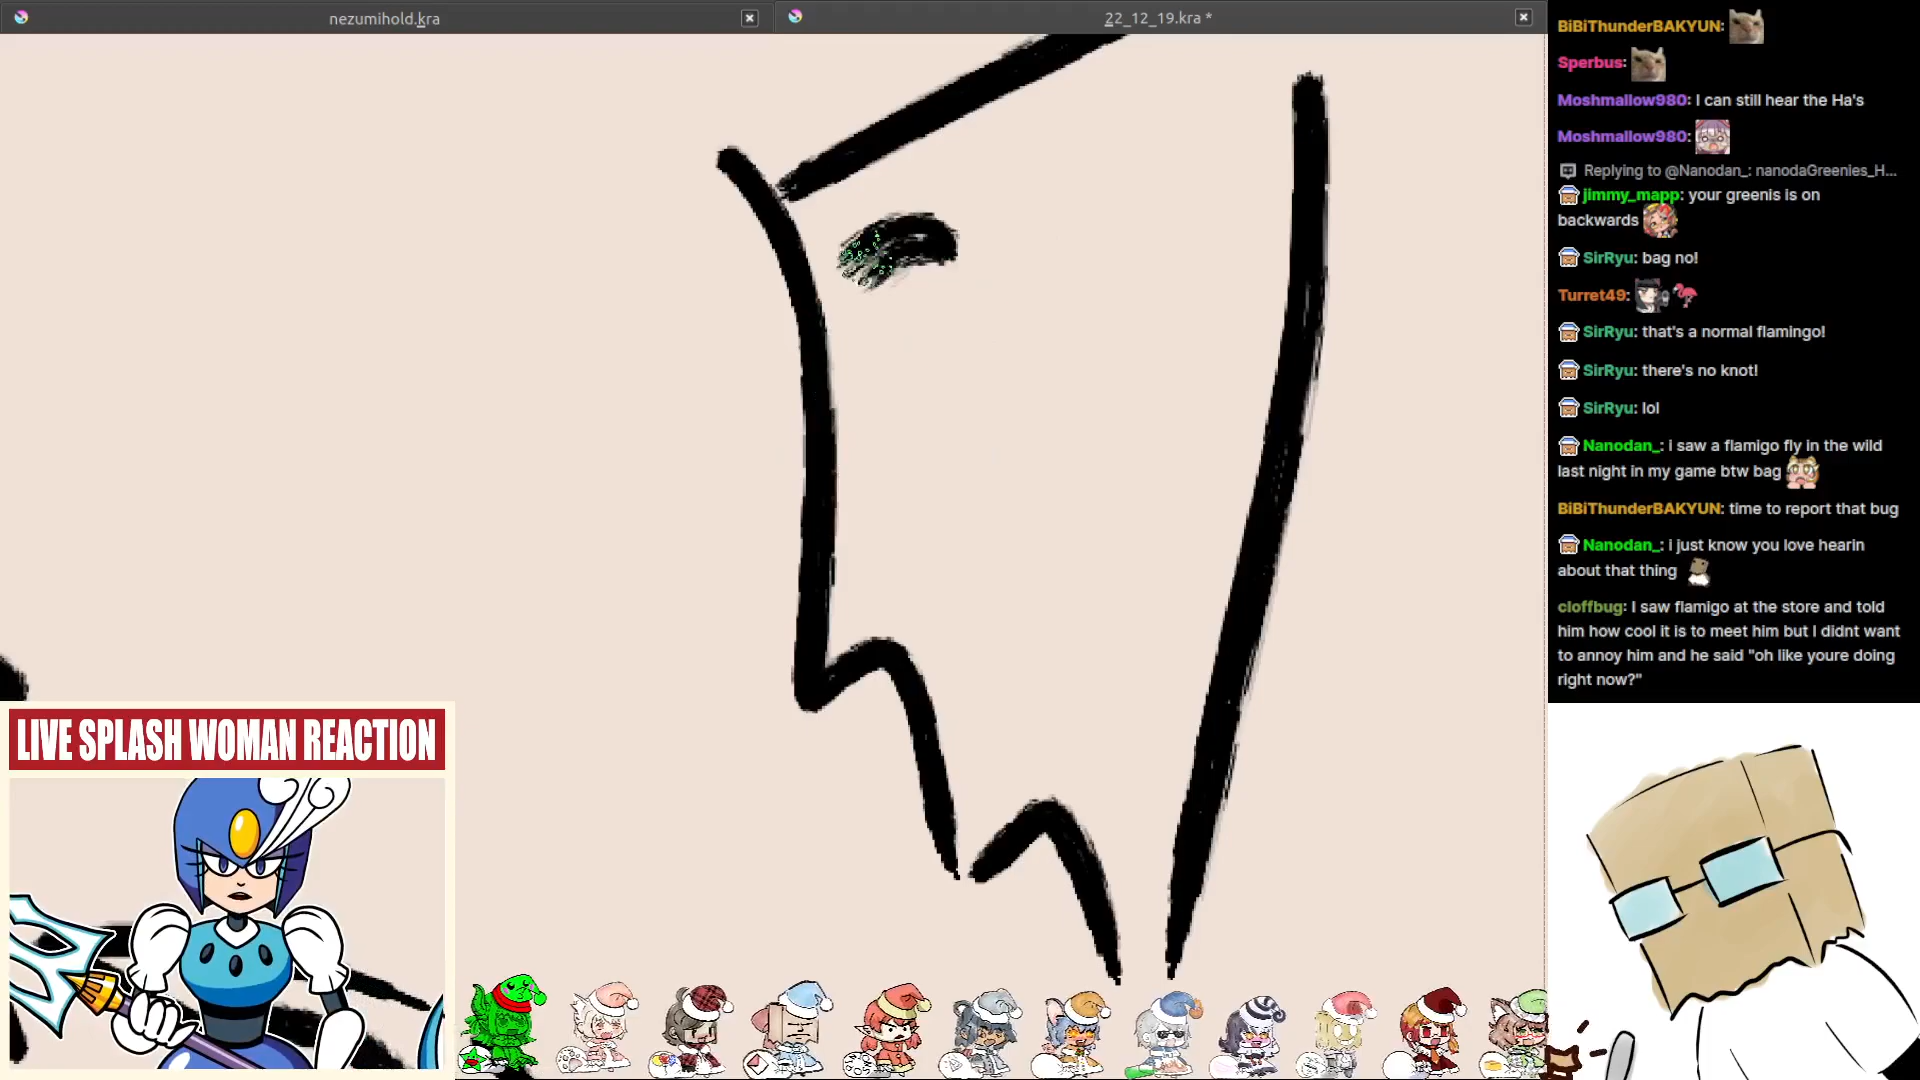 nezumihold.kra
22_12_19.kra *
BiBiThunderBAKYUN:
Sperbus:
Moshmallow980: I can still hear the Ha's
Moshmallow980:
Replying to @Nanodan_: nanodaGreenies_H...
jimmy_mapp: your greenis is on
backwards
SirRyu: bag no!
Turret49:
SirRyu: that's a normal flamingo!
SirRyu: there's no knot!
SirRyu: lol
Nanodan_: i saw a flamigo fly in the wild
last night in my game btw bag
BiBiThunderBAKYUN: time to report that bug
Nanodan_: i just know you love hearin
about that thing
cloffbug: I saw flamigo at the store and told
him how cool it is to meet him but I didnt want
to annoy him and he said "oh like youre doing
right now?"
LIVE SPLASH WOMAN REACTION